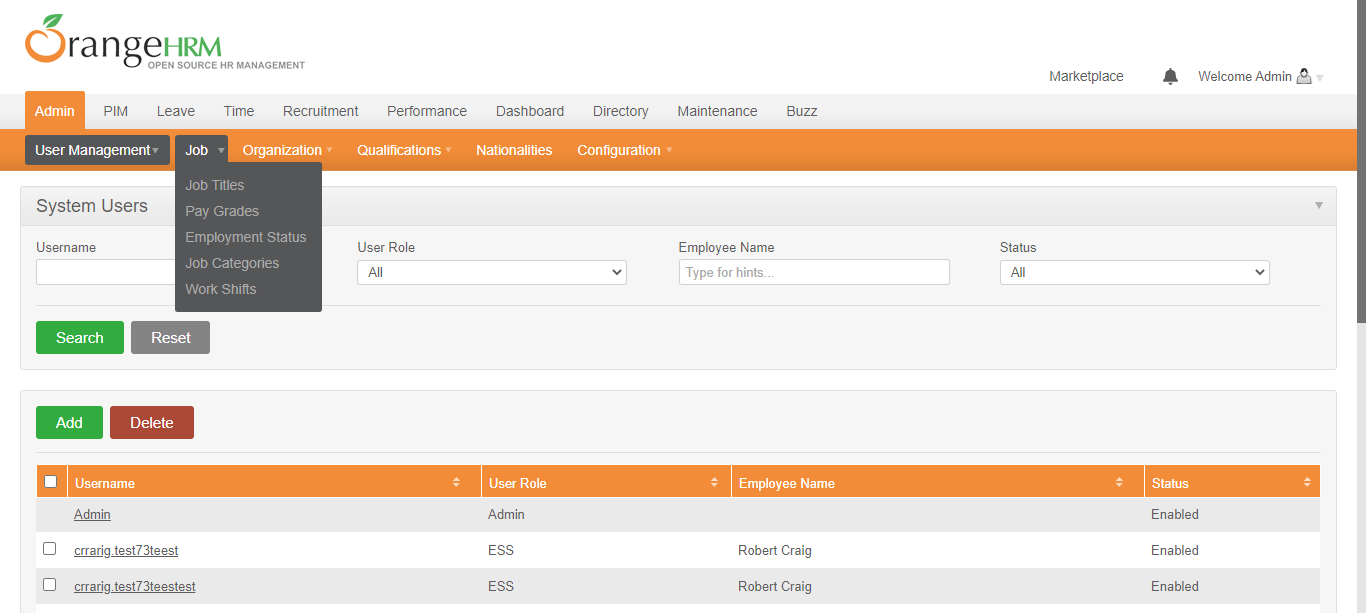 OrangeHRM
OPEN SOURCE HR MANAGEMENT
Marketplace Welcome Admin
Admin PIM Leave Time Recruitment Performance Dashboard Directory Maintenance Buzz
User Management Job Organization Qualifications Nationalities Configuration
Job Titles
Pay Grades
Employment Status
Job Categories
Work Shifts
System Users
Username User Role Employee Name Status
All Type for hints... All
Search Reset
Add Delete
Username User Role Employee Name Status
Admin Admin Enabled
crrarig.test73teest ESS Robert Craig Enabled
crrarig.test73teestest ESS Robert Craig Enabled